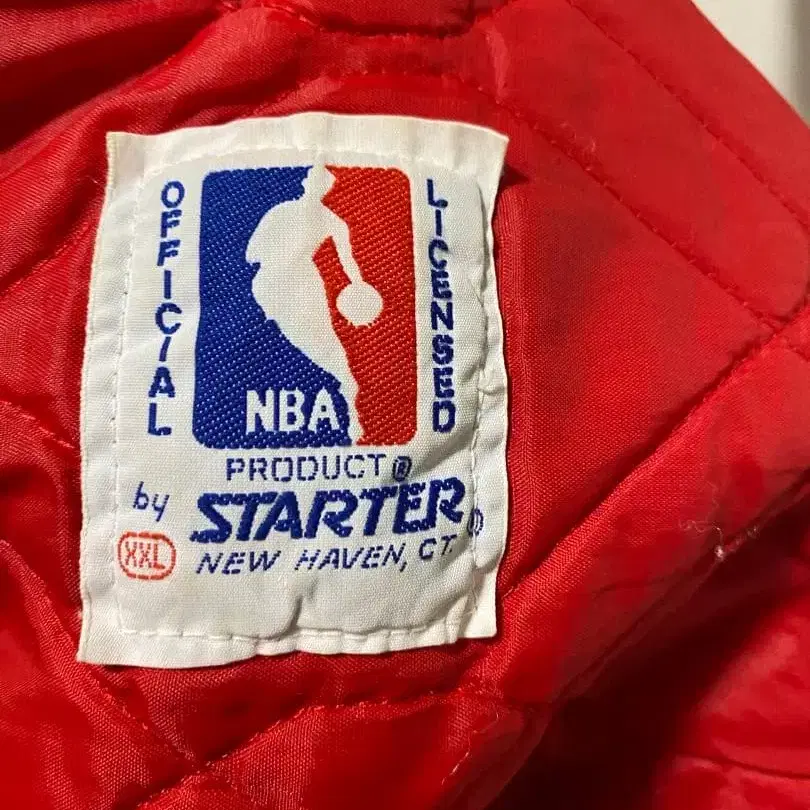 OFFICIAL
LICENSED
NBA
PRODUCT®
by STARTER®
XXL NEW HAVEN, CT.